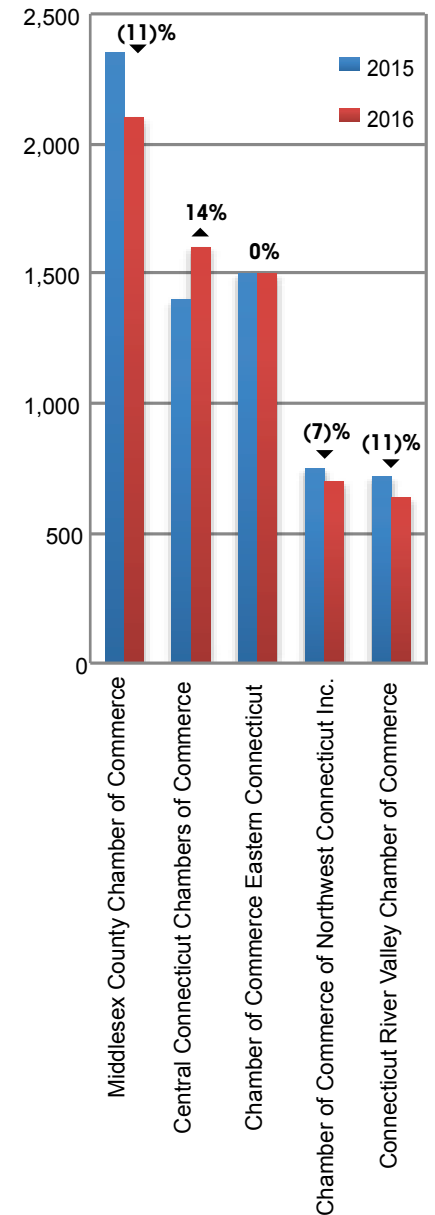 2,500
(11)%
2015
2016
2,000
14%
0%
1,500
1,000
(7)%
(11)%
500
0
Middlesex County Chamber of Commerce
Central Connecticut Chambers of Commerce
Chamber of Commerce Eastern Connecticut
Chamber of Commerce of Northwest Connecticut Inc.
Connecticut River Valley Chamber of Commerce